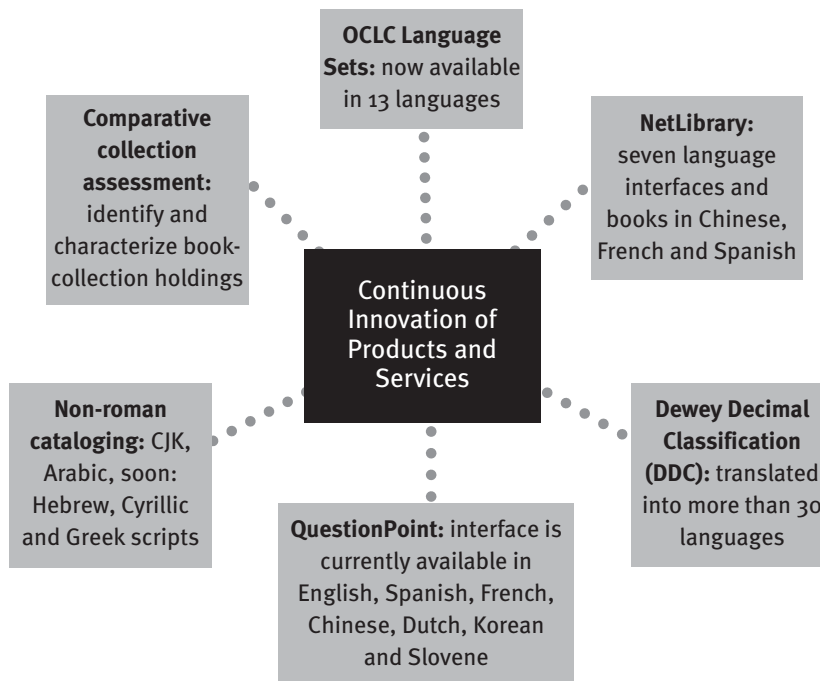 OCLC Language
Sets: now available
in 13 languages
Comparative
collection
assessment:
identify and
characterize book-
collection holdings
NetLibrary:
seven language
interfaces and
books in Chinese,
French and Spanish
Continuous
Innovation of
Products and
Services
Non-roman
cataloging: CJK,
Arabic, soon:
Hebrew, Cyrillic
and Greek scripts
Dewey Decimal
Classification
(DDC): translated
into more than 30
languages
QuestionPoint: interface is
currently available in
English, Spanish, French,
Chinese, Dutch, Korean
and Slovene